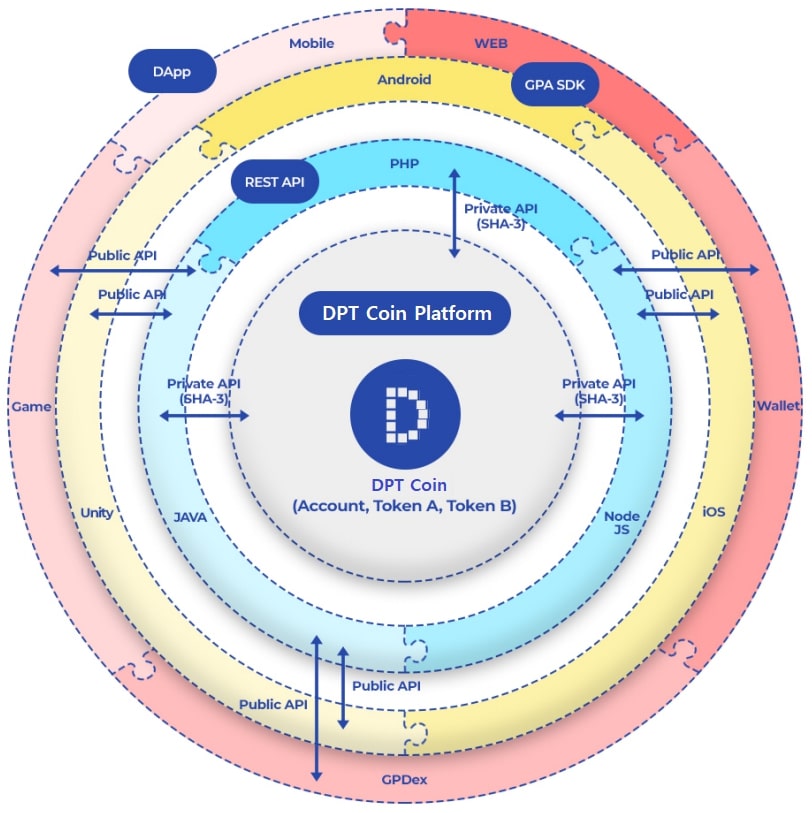 Mobile
WEB
DApp
Android
GPA SDK
PHP
REST API
Private API
(SHA-3)
Public API
Public API
Public API
Public API
DPT Coin Platform
Private API
(SHA-3)
Private API
(SHA-3)
Game
Wallet
DPT Coin
(Account, Token A, Token B)
Unity
JAVA
Node
JS
iOS
Public API
Public API
GPDex